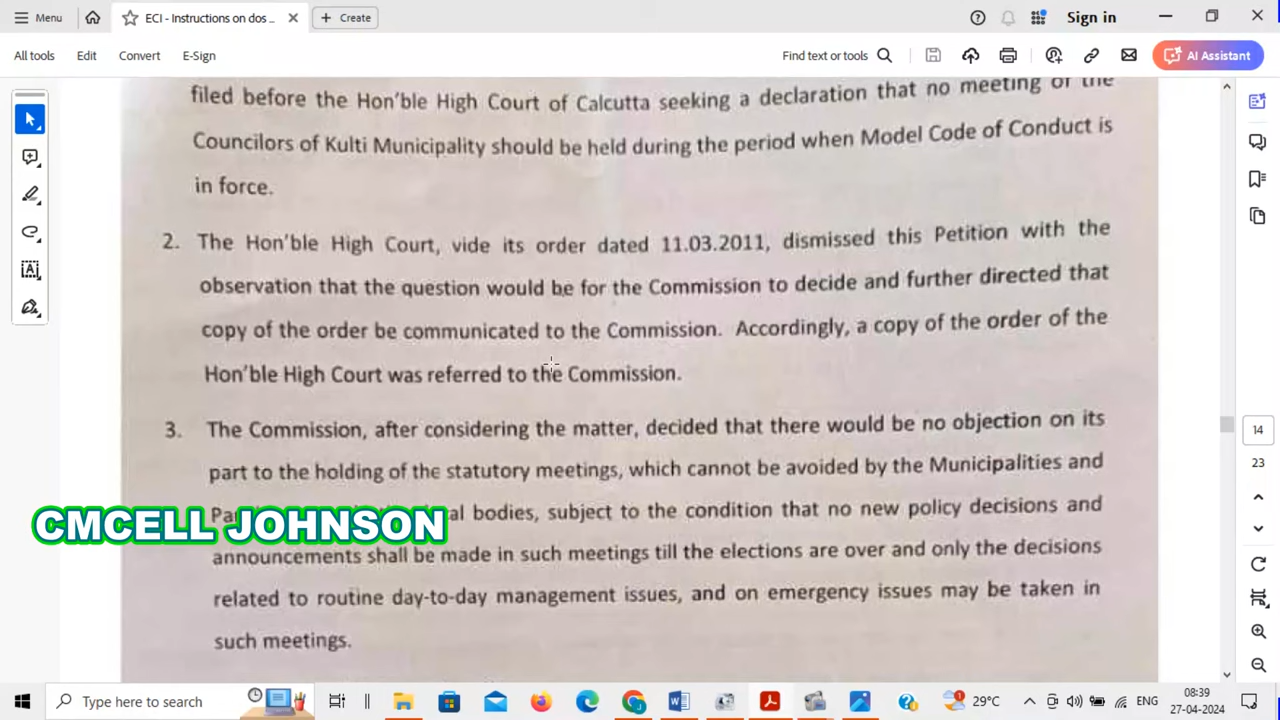 Menu
ECI - Instructions on dos ...
Create
Sign in
All tools
Edit
Convert
E-Sign
Find text or tools
AI Assistant
filed before the Hon'ble High Court of Calcutta seeking a declaration that no meeting of the
Councilors of Kulti Municipality should be held during the period when Model Code of Conduct is
in force.
2. The Hon'ble High Court, vide its order dated 11.03.2011, dismissed this Petition with the
observation that the question would be for the Commission to decide and further directed that
copy of the order be communicated to the Commission. Accordingly, a copy of the order of the
Hon'ble High Court was referred to the Commission.
3. The Commission, after considering the matter, decided that there would be no objection on its
part to the holding of the statutory meetings, which cannot be avoided by the Municipalities and
bodies, subject to the condition that no new policy decisions and
CMCELL JOHNSON
announcements shall be made in such meetings till the elections are over and only the decisions
related to routine day-to-day management issues, and on emergency issues may be taken in
such meetings.
14
23
Type here to search
1
29°C
ENG
08:39
27-04-2024